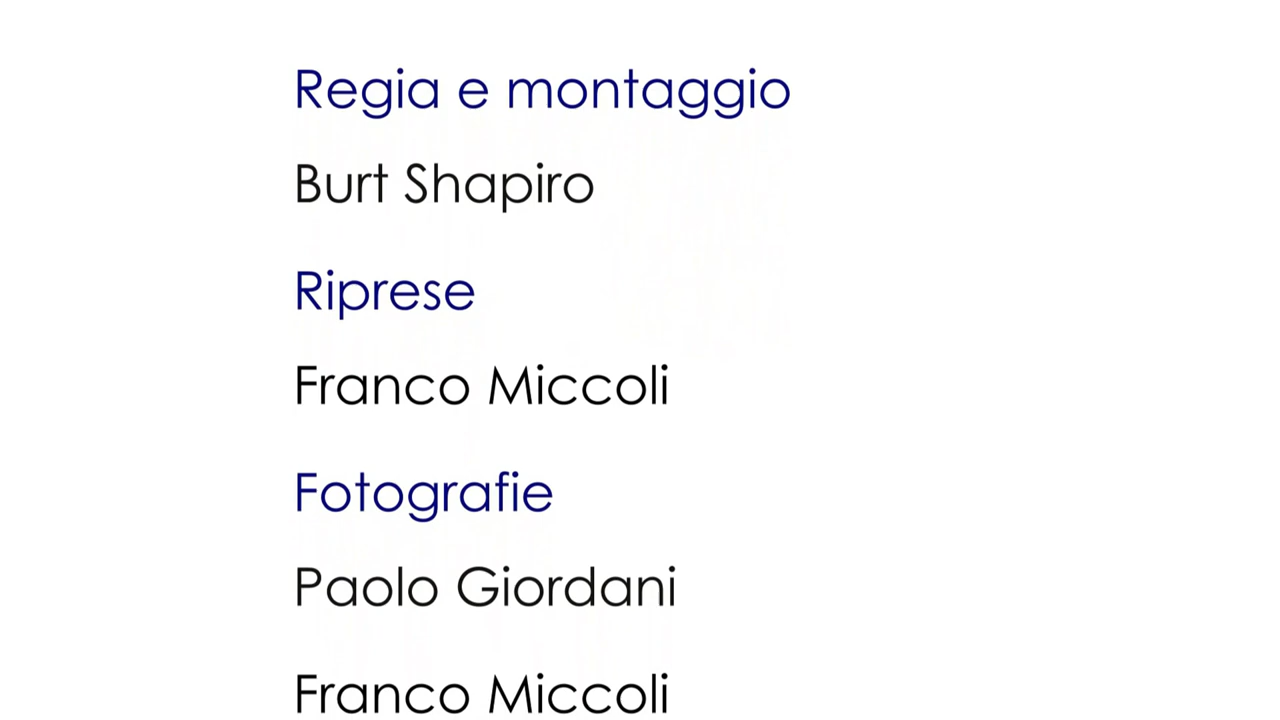 Regia e montaggio
Burt Shapiro
Riprese
Franco Miccoli
Fotografie
Paolo Giordani
Franco Miccoli